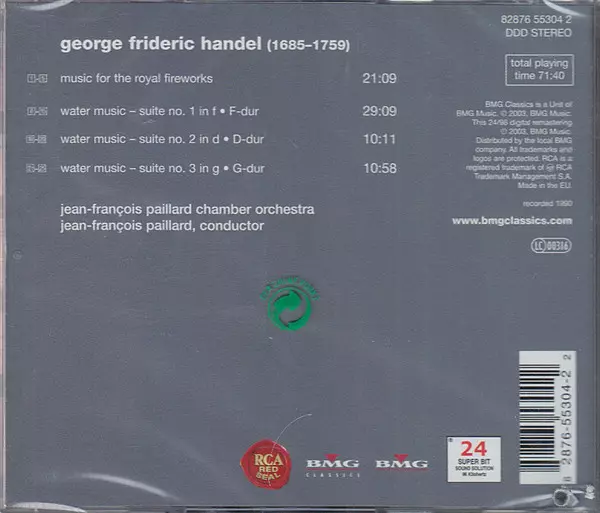 82876 55304 2
DDD STEREO
george frideric handel (1685–1759)
total playing
time 71:40
music for the royal fireworks 21:09
water music – suite no. 1 in f • F-dur 29:09
water music – suite no. 2 in d • D-dur 10:11
water music – suite no. 3 in g • G-dur 10:58
BMG Classics is a Unit of
BMG Music. ℗ 2003, BMG Music.
This 24/96 digital remastering
℗ 2003, BMG Music.
Distributed by the local BMG
company. All trademarks and
logos are protected. RCA is a
registered trademark of RCA
Trademark Management S.A.
Made in the EU.
recorded 1990
www.bmgclassics.com
LC 00316
jean-françois paillard chamber orchestra
jean-françois paillard, conductor
RCA
RED
SEAL
BMG
CLASSICS
BMG
24
SUPER BIT
SOUND SOLUTION
96 Kilohertz
8 28765-55304-2 2